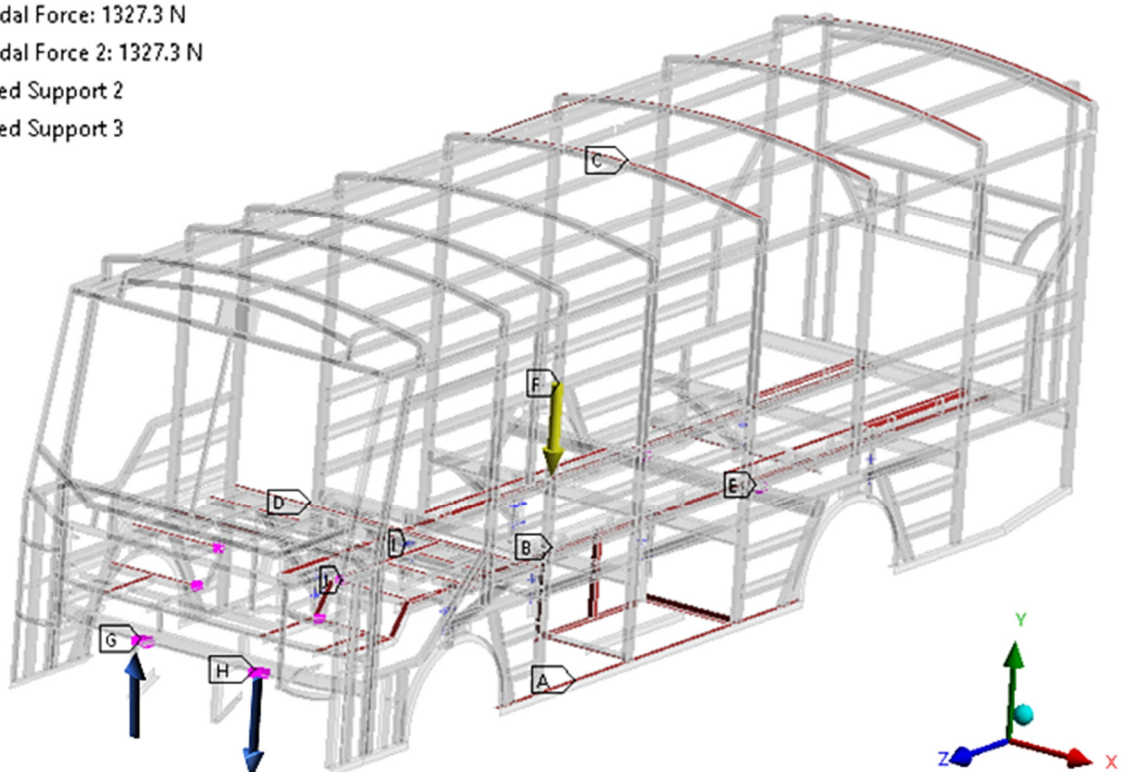 dal Force: 1327.3 N
dal Force 2: 1327.3 N
ed Support 2
ed Support 3
C
F
D
E
I
B
J
G
H
A
Y
Z
X